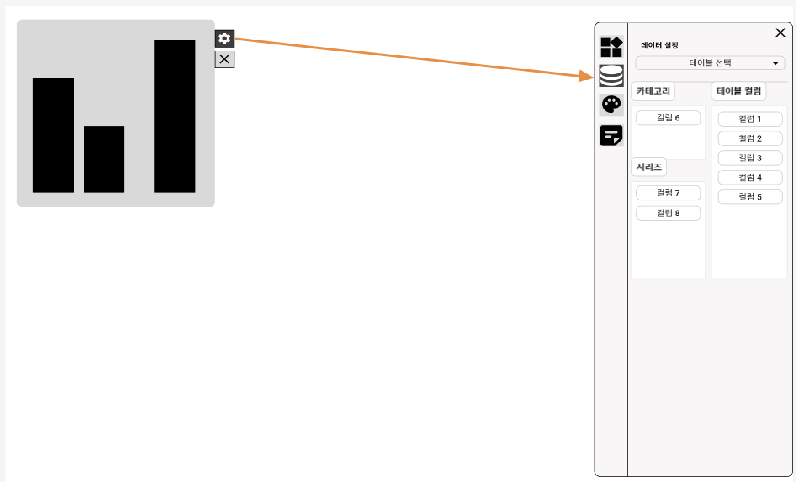 데이터 설정
테이블 선택
카테고리
테이블 컬럼
컬럼 6
시리즈
컬럼 7
컬럼 8
컬럼 1
컬럼 2
컬럼 3
컬럼 4
컬럼 5